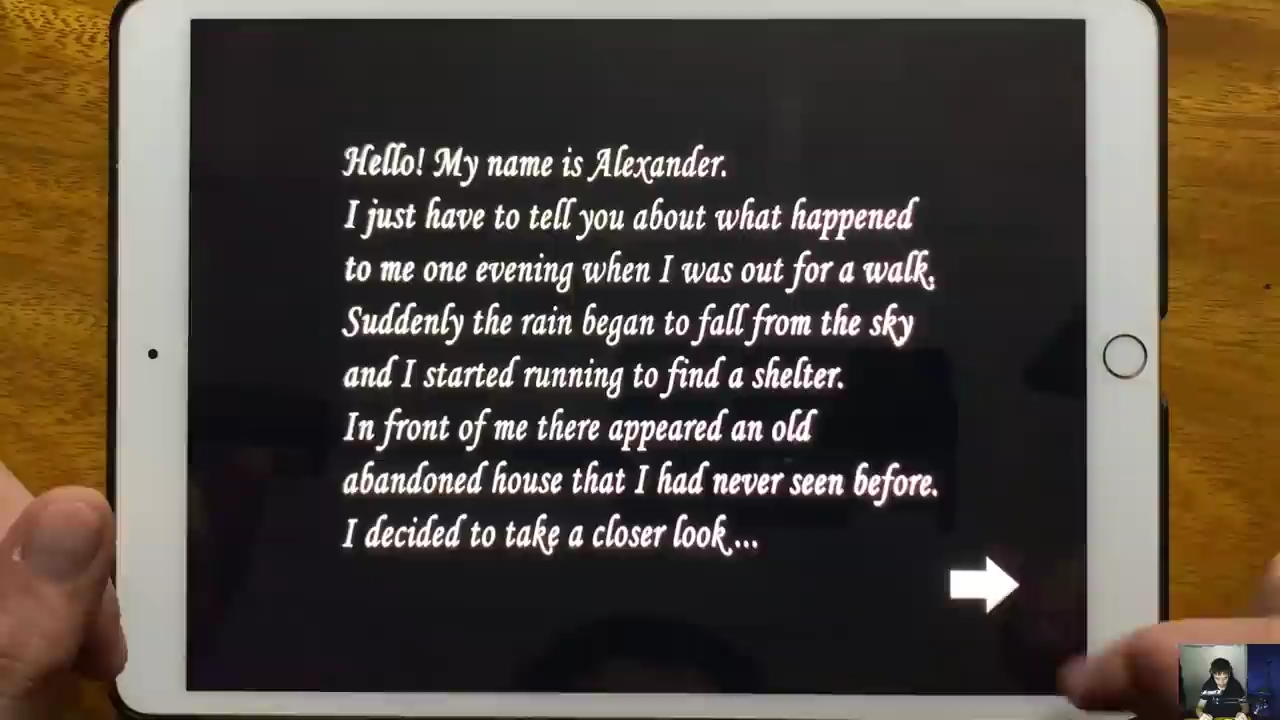 Hello! My name is Alexander.
I just have to tell you about what happened
to me one evening when I was out for a walk.
Suddenly the rain began to fall from the sky
and I started running to find a shelter.
In front of me there appeared an old
abandoned house that I had never seen before.
I decided to take a closer look...